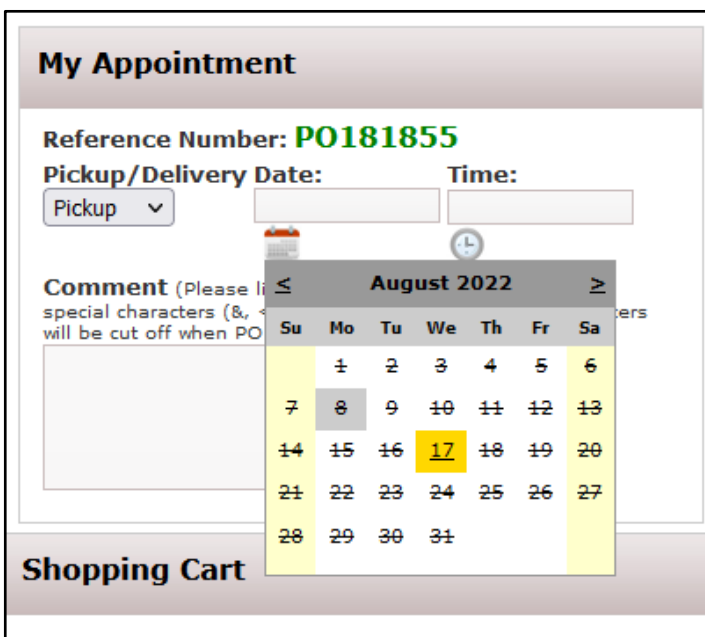 My Appointment
Reference Number: PO181855
Pickup/Delivery Date: Time:
Pickup
Comment (Please li
special characters (&, < ers
will be cut off when PO
< August 2022 >
Su Mo Tu We Th Fr Sa
1 2 3 4 5 6
7 8 9 10 11 12 13
14 15 16 17 18 19 20
21 22 23 24 25 26 27
28 29 30 31
Shopping Cart